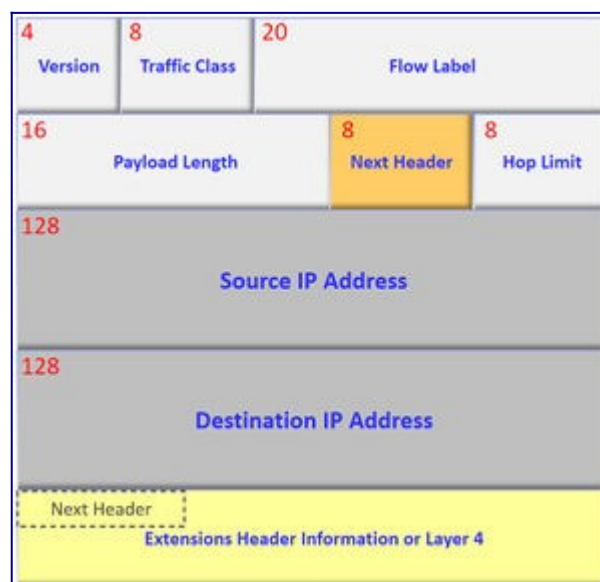 4 8 20
Version Traffic Class Flow Label
16 8 8
Payload Length Next Header Hop Limit
128
Source IP Address
128
Destination IP Address
Next Header
Extensions Header Information or Layer 4